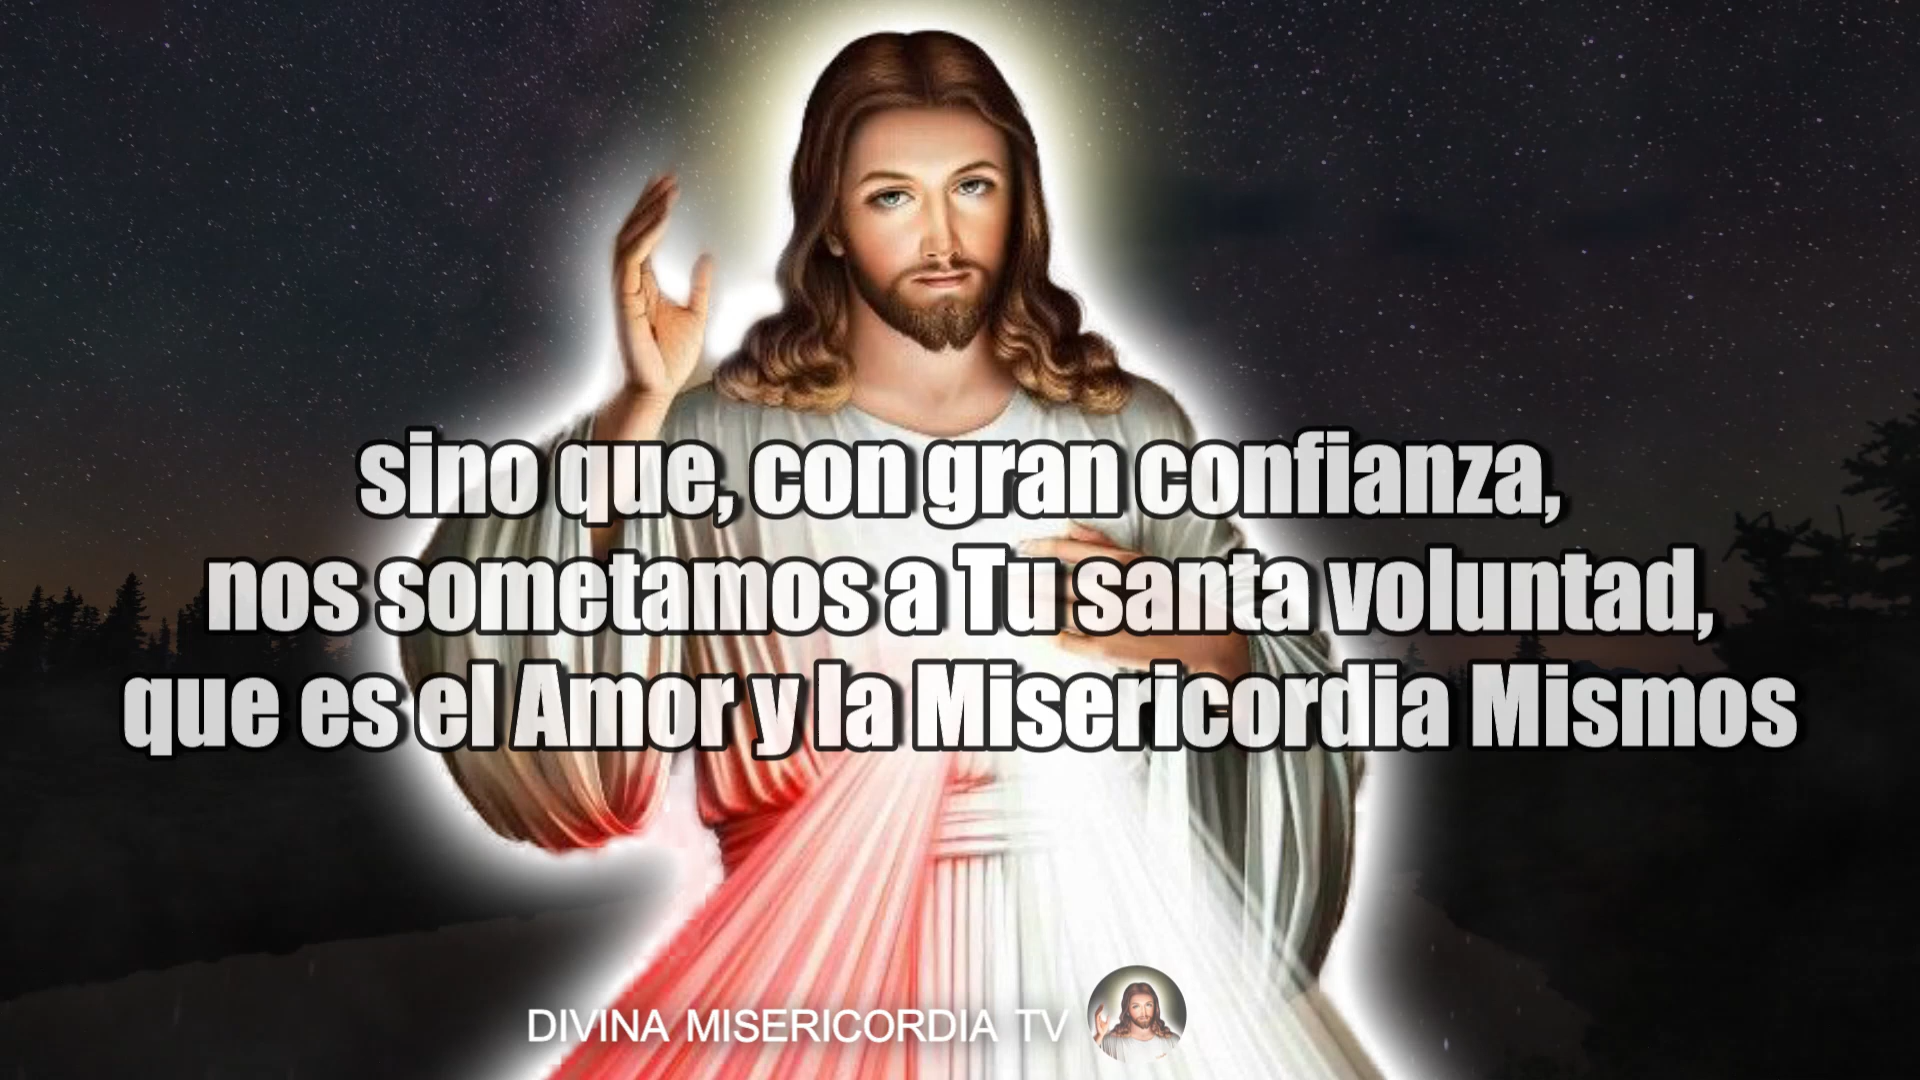 sino que, con gran confianza,
nos sometamos a Tu santa voluntad,
que es el Amor y la Misericordia Mismos
DIVINA MISERICORDIA TV